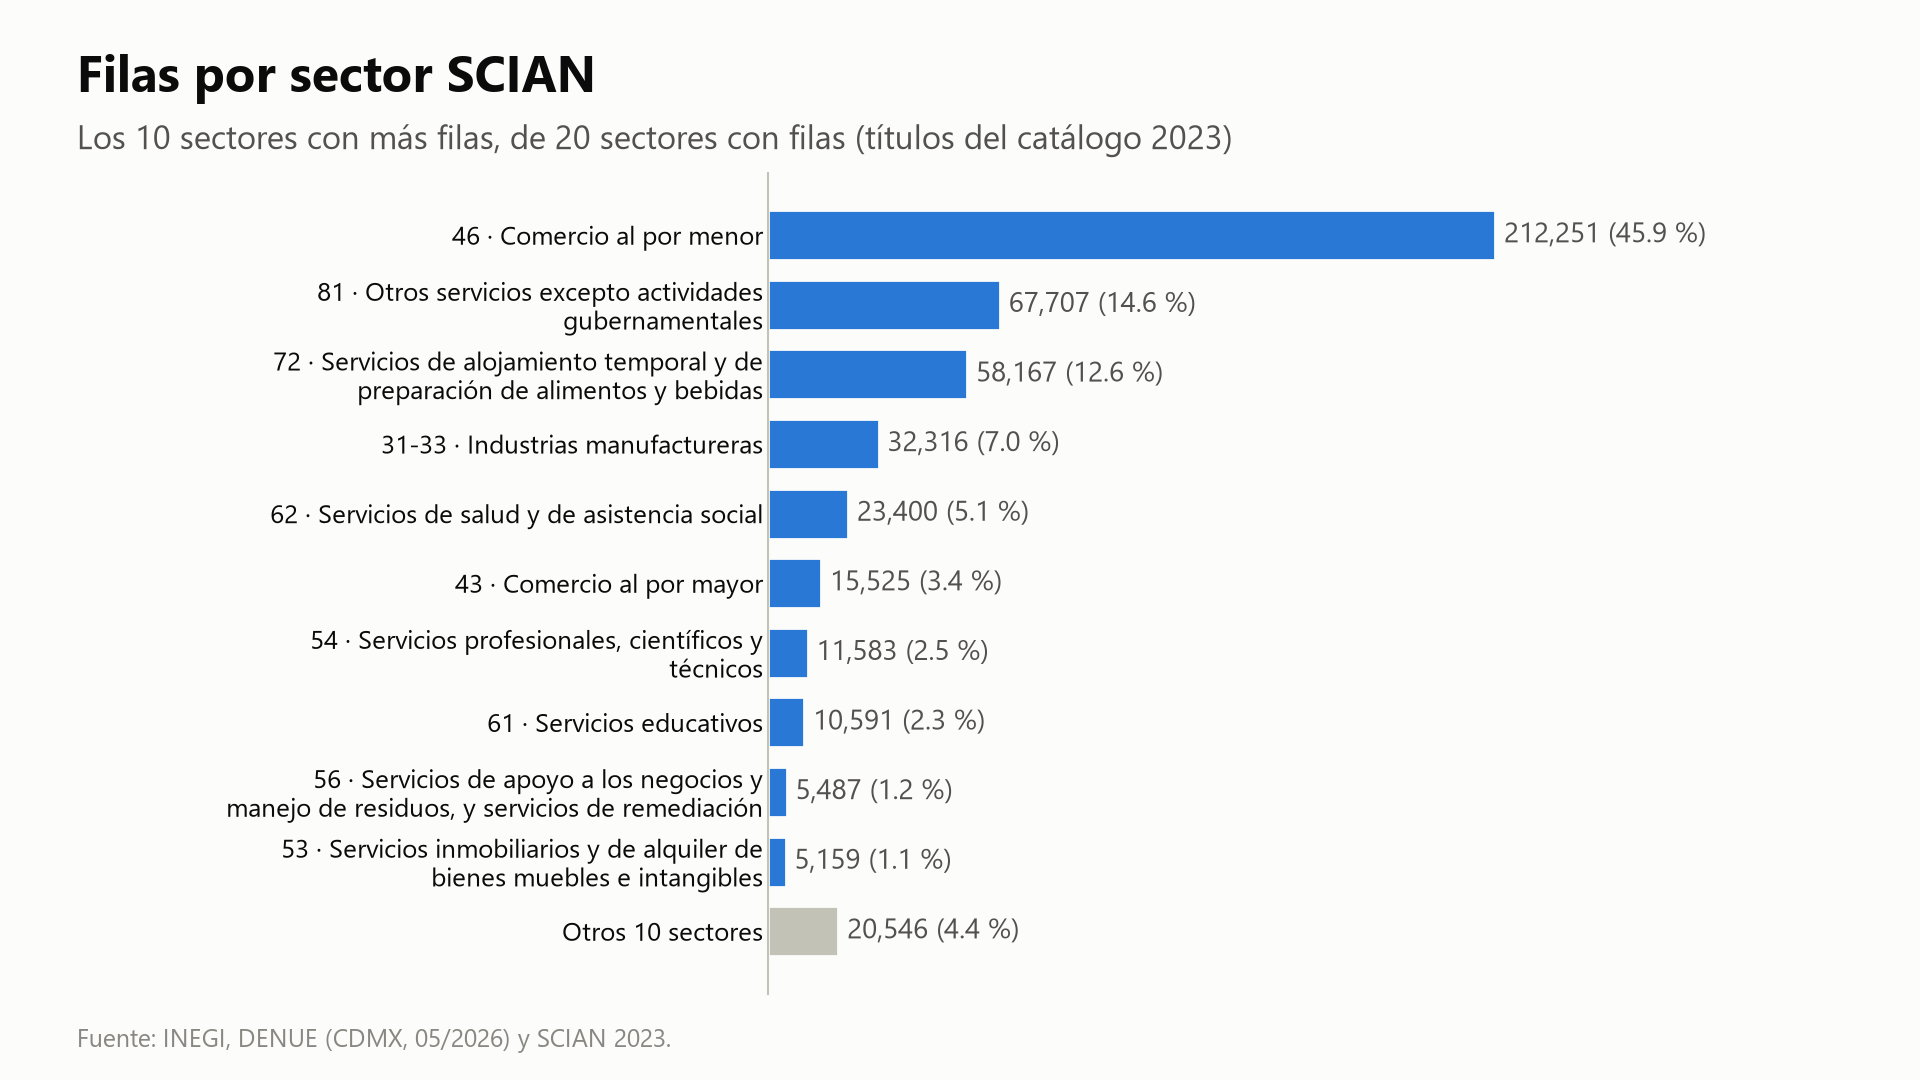 Filas por sector SCIAN
Los 10 sectores con más filas, de 20 sectores con filas (títulos del catálogo 2023)
46 · Comercio al por menor
212,251 (45.9 %)
81 · Otros servicios excepto actividades
gubernamentales
67,707 (14.6 %)
72 · Servicios de alojamiento temporal y de
preparación de alimentos y bebidas
58,167 (12.6 %)
31-33 · Industrias manufactureras
32,316 (7.0 %)
62 · Servicios de salud y de asistencia social
23,400 (5.1 %)
43 · Comercio al por mayor
15,525 (3.4 %)
54 · Servicios profesionales, científicos y
técnicos
11,583 (2.5 %)
61 · Servicios educativos
10,591 (2.3 %)
56 · Servicios de apoyo a los negocios y
manejo de residuos, y servicios de remediación
5,487 (1.2 %)
53 · Servicios inmobiliarios y de alquiler de
bienes muebles e intangibles
5,159 (1.1 %)
Otros 10 sectores
20,546 (4.4 %)
Fuente: INEGI, DENUE (CDMX, 05/2026) y SCIAN 2023.